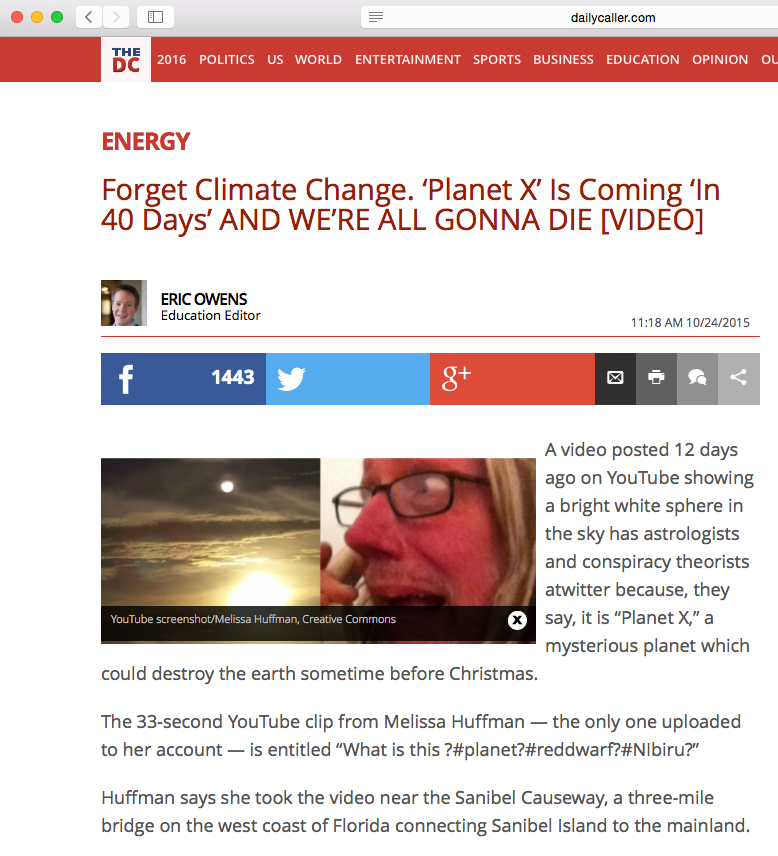 dailycaller.com
THE
DC
2016 POLITICS US WORLD ENTERTAINMENT SPORTS BUSINESS EDUCATION OPINION
ENERGY
Forget Climate Change. ‘Planet X’ Is Coming ‘In
40 Days’ AND WE’RE ALL GONNA DIE [VIDEO]
ERIC OWENS
Education Editor
11:18 AM 10/24/2015
f 1443 g+
A video posted 12 days
ago on YouTube showing
a bright white sphere in
the sky has astrologists
and conspiracy theorists
atwitter because, they
say, it is “Planet X,” a
mysterious planet which
YouTube screenshot/Melissa Huffman, Creative Commons
could destroy the earth sometime before Christmas.
The 33-second YouTube clip from Melissa Huffman — the only one uploaded
to her account — is entitled “What is this ?#planet?#reddwarf?#NIbiru?”
Huffman says she took the video near the Sanibel Causeway, a three-mile
bridge on the west coast of Florida connecting Sanibel Island to the mainland.